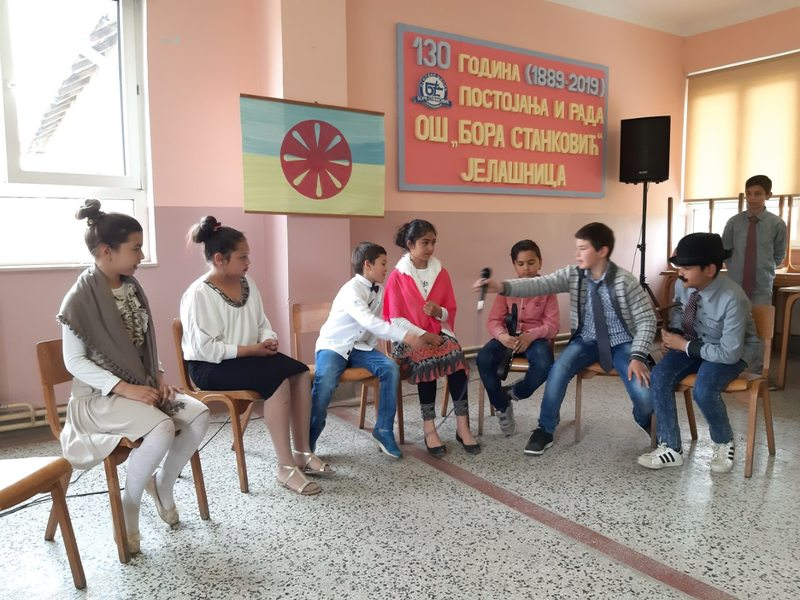 130 ГОДИНА (1889-2019)
ПОСТОЈАЊА И РАДА
ОШ „БОРА СТАНКОВИЋ“
ЈЕЛАШНИЦА